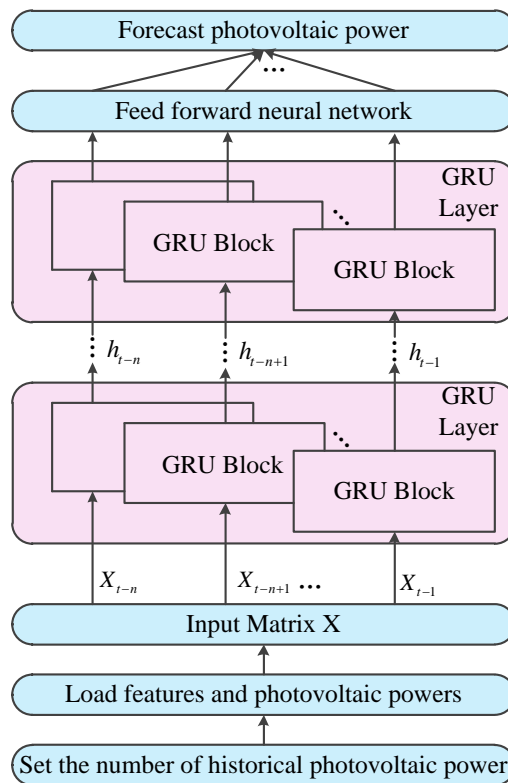 Forecast photovoltaic power
...
Feed forward neural network
GRU
Layer
GRU Block
GRU Block
h_{t-n}
h_{t-n+1}
h_{t-1}
GRU
Layer
GRU Block
GRU Block
X_{t-n}
X_{t-n+1} ...
X_{t-1}
Input Matrix X
Load features and photovoltaic powers
Set the number of historical photovoltaic power